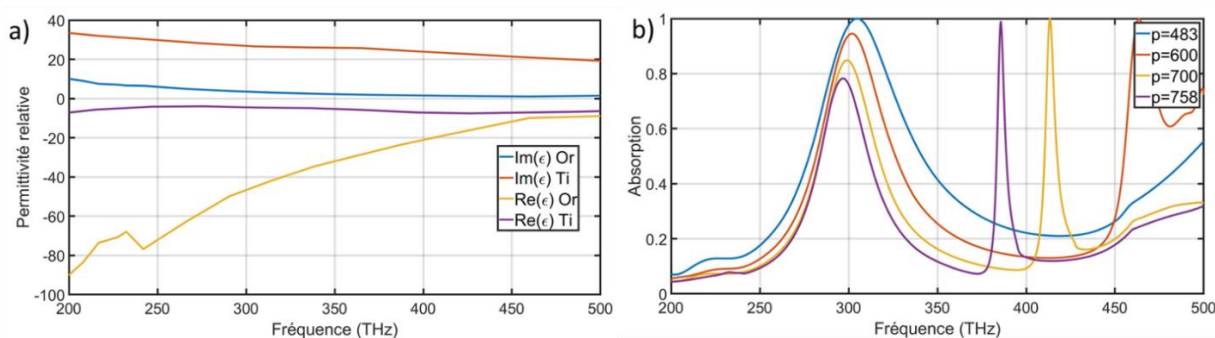 a)
Permittivité relative
40
20
0
-20
-40
-60
-80
-100
Im(ϵ) Or
Im(ϵ) Ti
Re(ϵ) Or
Re(ϵ) Ti
200
250
300
350
400
450
500
Fréquence (THz)
b)
Absorption
1
0.8
0.6
0.4
0.2
0
p=483
p=600
p=700
p=758
200
250
300
350
400
450
500
Fréquence (THz)